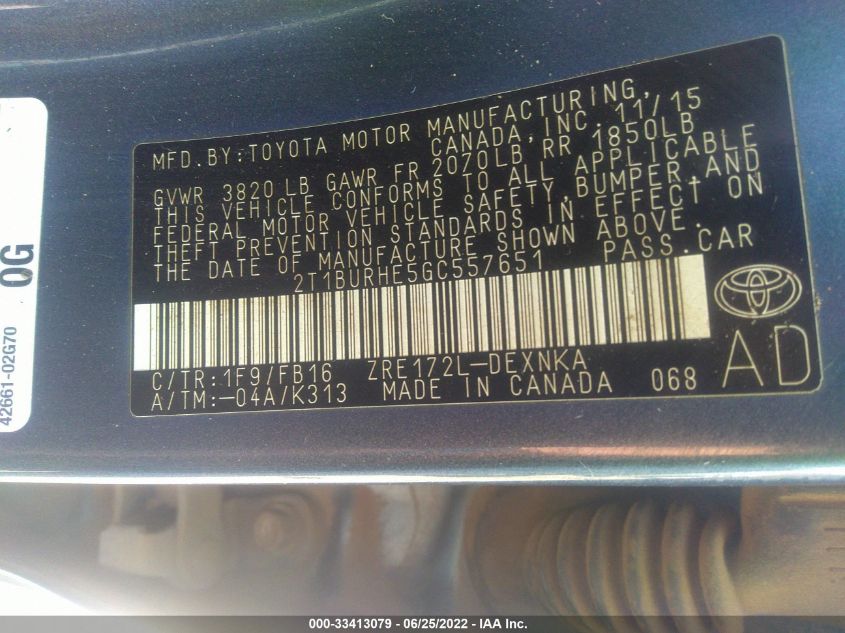 MFD.BY:TOYOTA MOTOR MANUFACTURING,
CANADA, INC. 11/15
GVWR 3820 LB GAWR FR 2070LB RR 1850LB
THIS VEHICLE CONFORMS TO ALL APPLICABLE
FEDERAL MOTOR VEHICLE SAFETY, BUMPER, AND
THEFT PREVENTION STANDARDS IN EFFECT ON
THE DATE OF MANUFACTURE SHOWN ABOVE.
2T1BURHE5GC557651 PASS.CAR
C/TR:1F9/FB16 ZRE172L-DEXNKA
A/TM:-04A/K313 MADE IN CANADA 068
AD
0G
42661-02G70
000-33413079 - 06/25/2022 - IAA Inc.